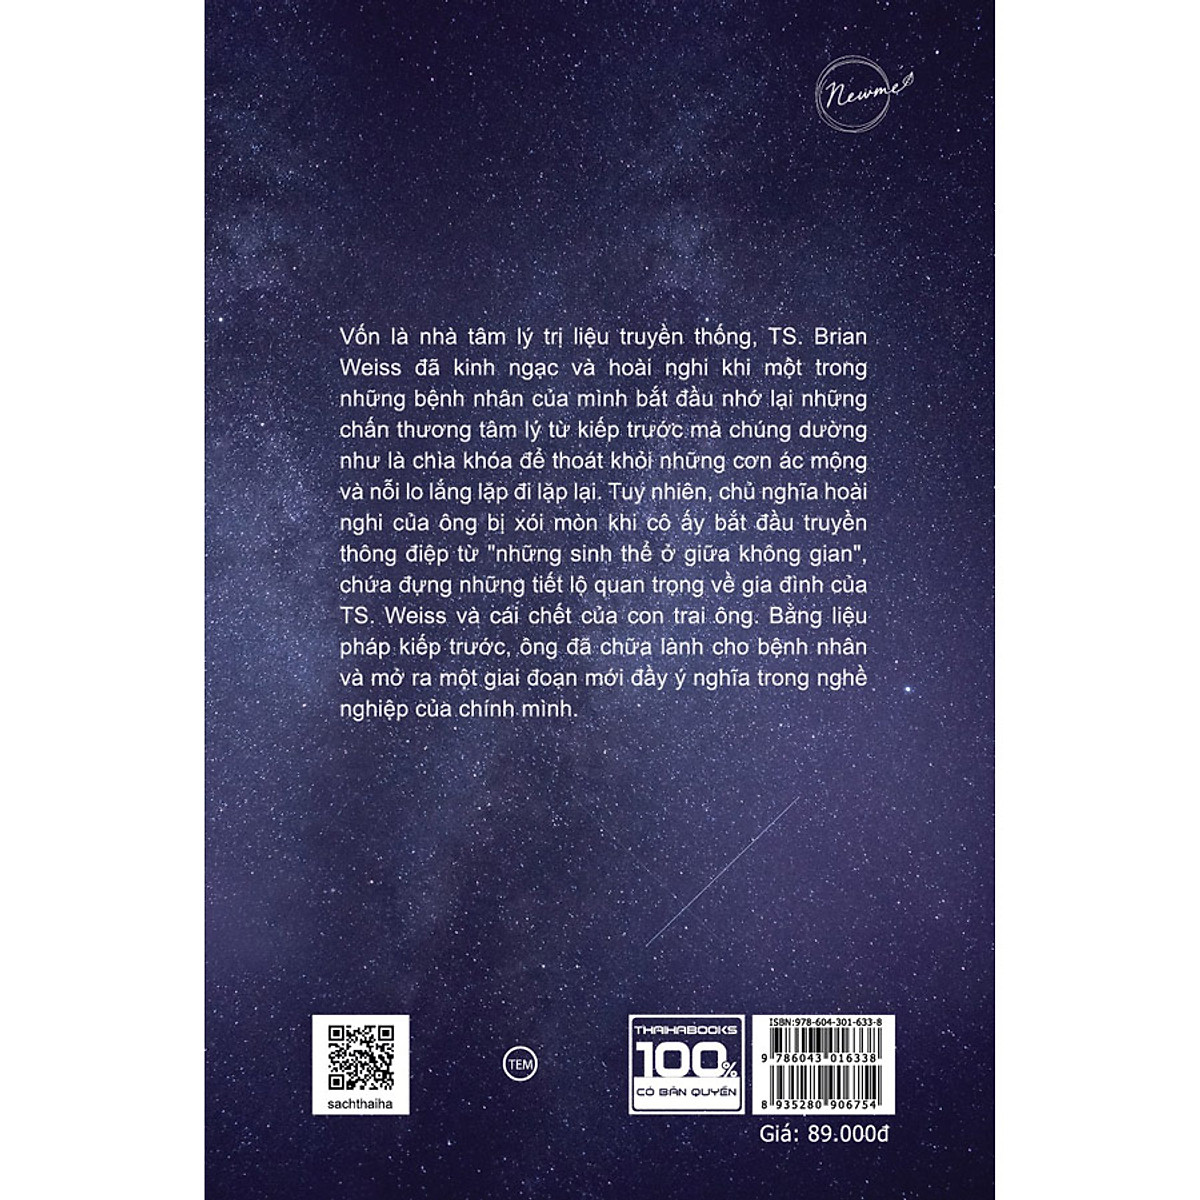 Newme
Vốn là nhà tâm lý trị liệu truyền thống, TS. Brian
Weiss đã kinh ngạc và hoài nghi khi một trong
những bệnh nhân của mình bắt đầu nhớ lại những
chấn thương tâm lý từ kiếp trước mà chúng dường
như là chìa khóa để thoát khỏi những cơn ác mộng
và nỗi lo lắng lặp đi lặp lại. Tuy nhiên, chủ nghĩa hoài
nghi của ông bị xói mòn khi cô ấy bắt đầu truyền
thông điệp từ "những sinh thể ở giữa không gian",
chứa đựng những tiết lộ quan trọng về gia đình của
TS. Weiss và cái chết của con trai ông. Bằng liệu
pháp kiếp trước, ông đã chữa lành cho bệnh nhân
và mở ra một giai đoạn mới đầy ý nghĩa trong nghề
nghiệp của chính mình.
sachthaiha
TEM
THAIHABOOKS
100%
CÓ BẢN QUYỀN
ISBN:978-604-301-633-8
9 786043 016338
8 935280 906754
Giá: 89.000đ